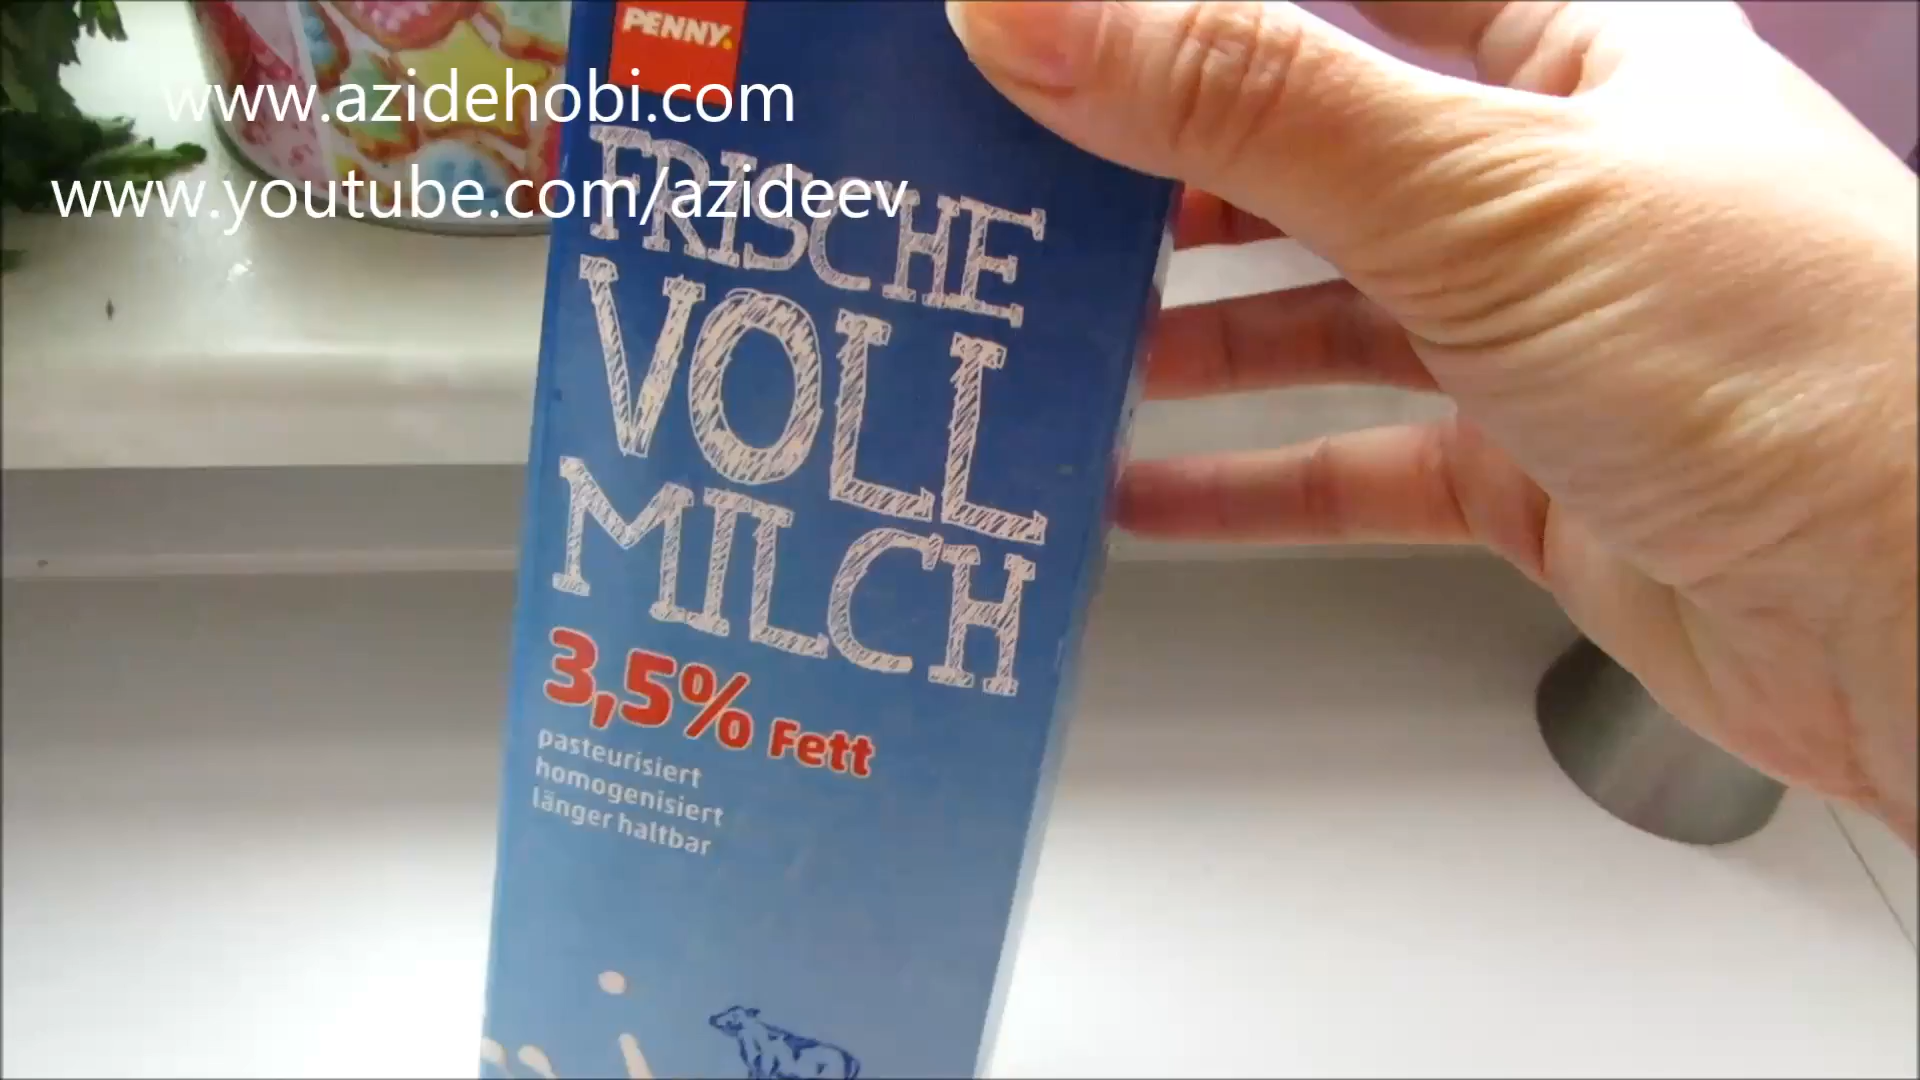 PENNY.
www.azidehobi.com
www.youtube.com/azideev
FRISCHE
VOLL
MILCH
3,5% Fett
pasteurisiert
homogenisiert
länger haltbar